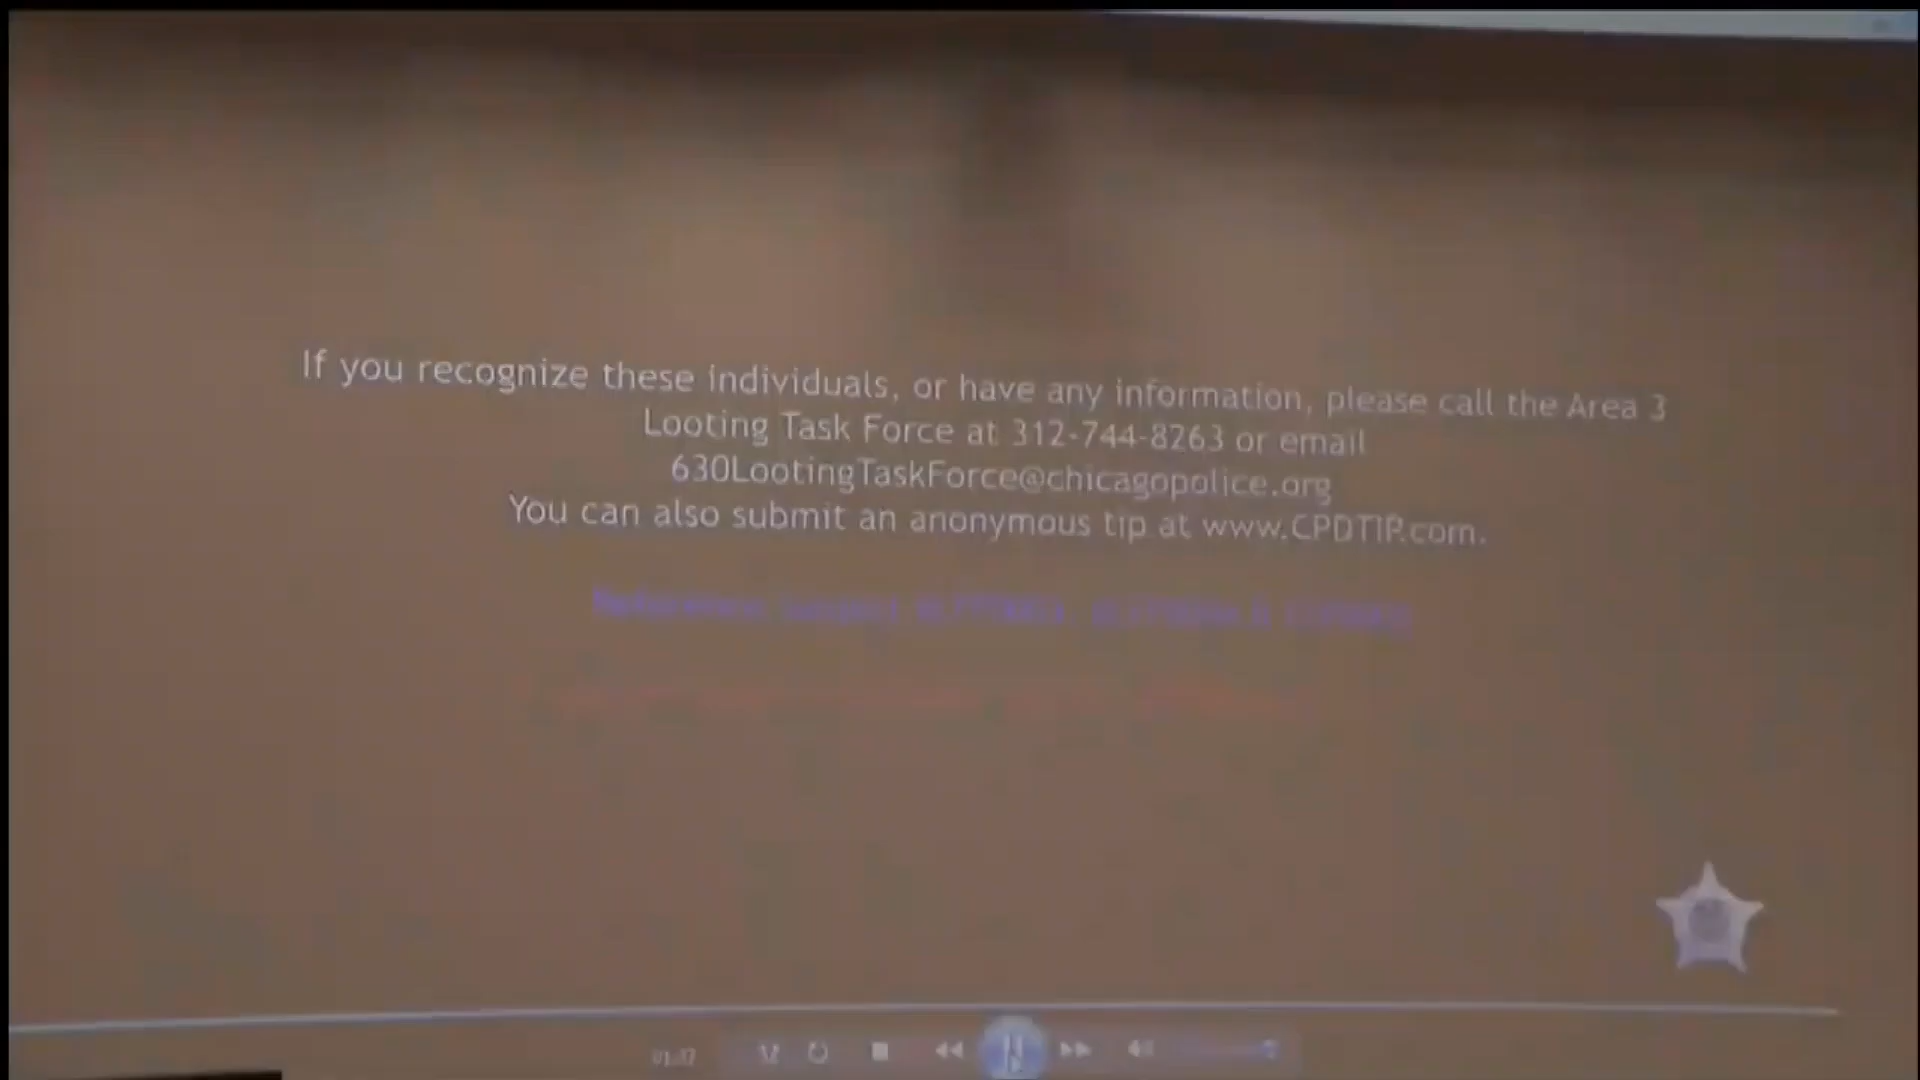 If you recognize these individuals, or have any information, please call the Area 3
Looting Task Force at 312-744-8263 or email
630LootingTaskForce@chicagopolice.org
You can also submit an anonymous tip at www.CPDTIP.com.